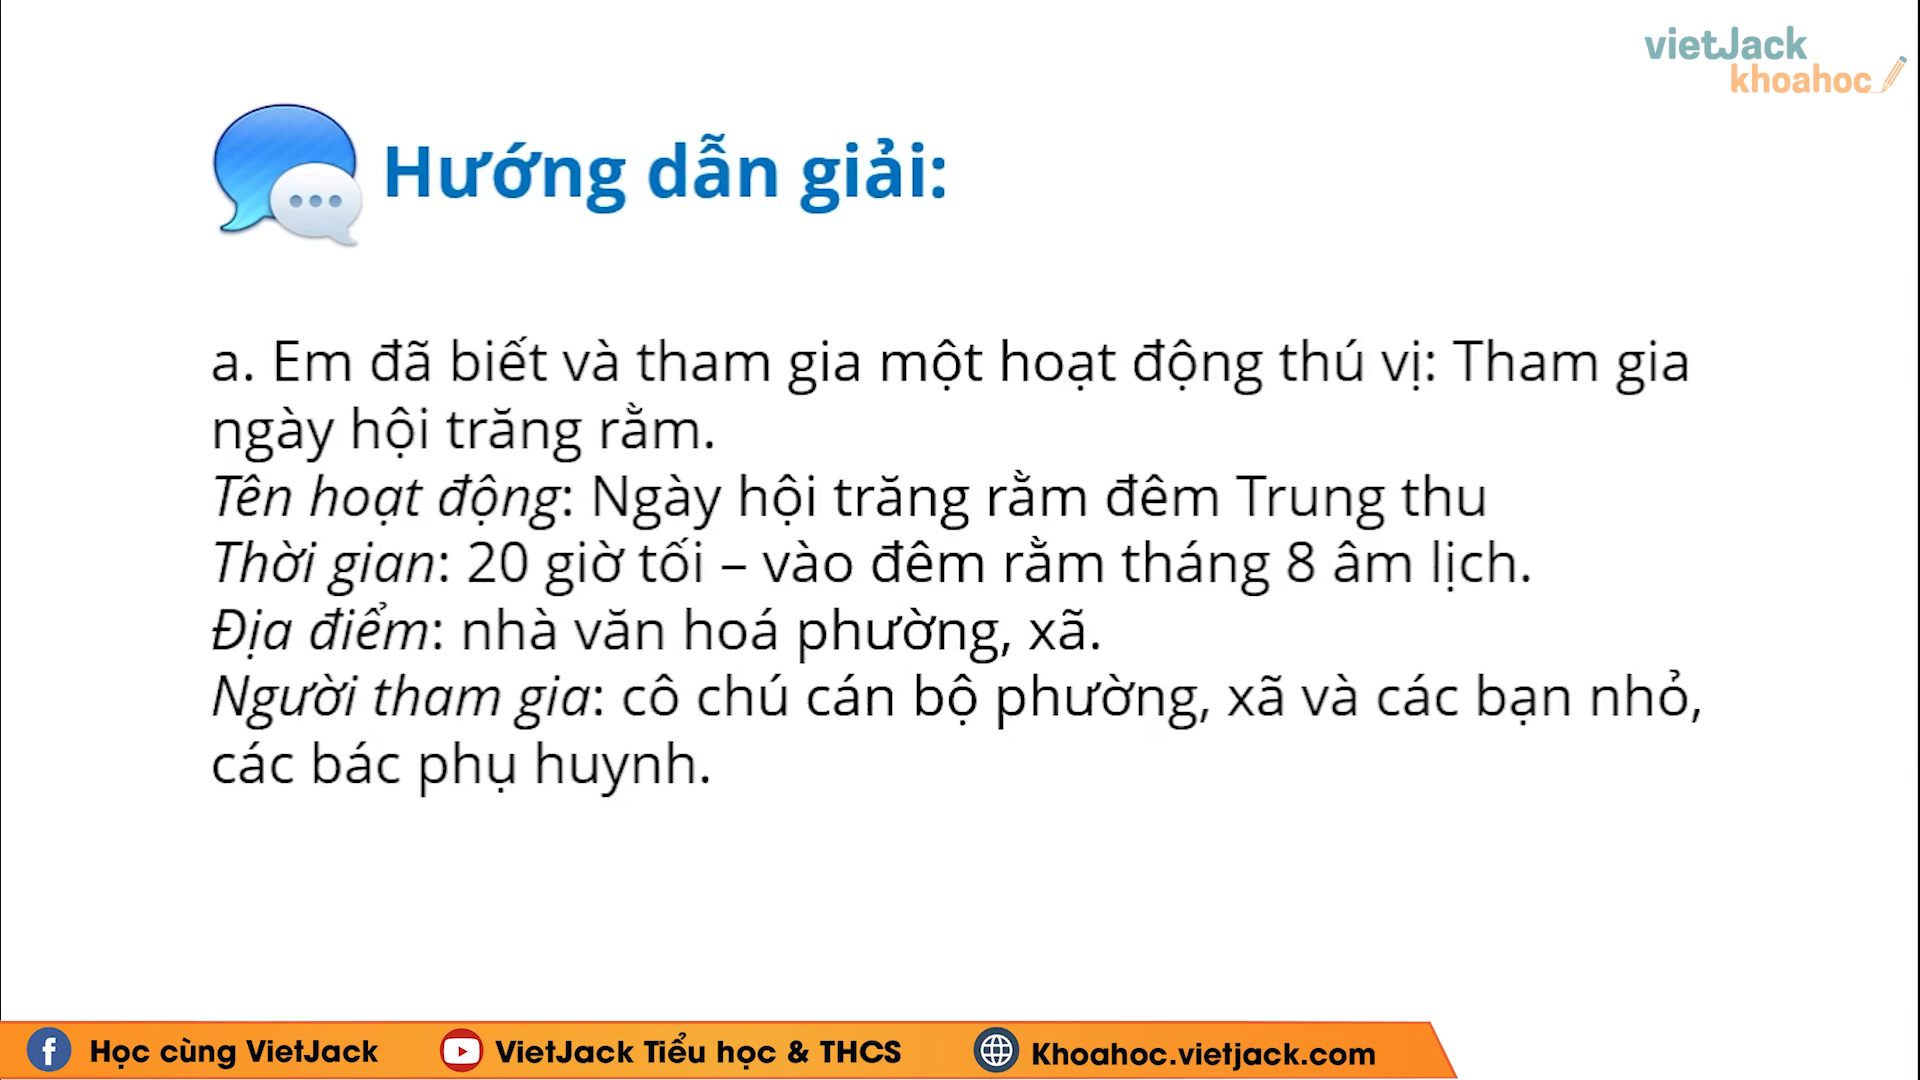 vietJack
khoahoc
Hướng dẫn giải:
a. Em đã biết và tham gia một hoạt động thú vị: Tham gia
ngày hội trăng rằm.
Tên hoạt động: Ngày hội trăng rằm đêm Trung thu
Thời gian: 20 giờ tối – vào đêm rằm tháng 8 âm lịch.
Địa điểm: nhà văn hoá phường, xã.
Người tham gia: cô chú cán bộ phường, xã và các bạn nhỏ,
các bác phụ huynh.
Học cùng VietJack
VietJack Tiểu học & THCS
Khoahoc.vietjack.com